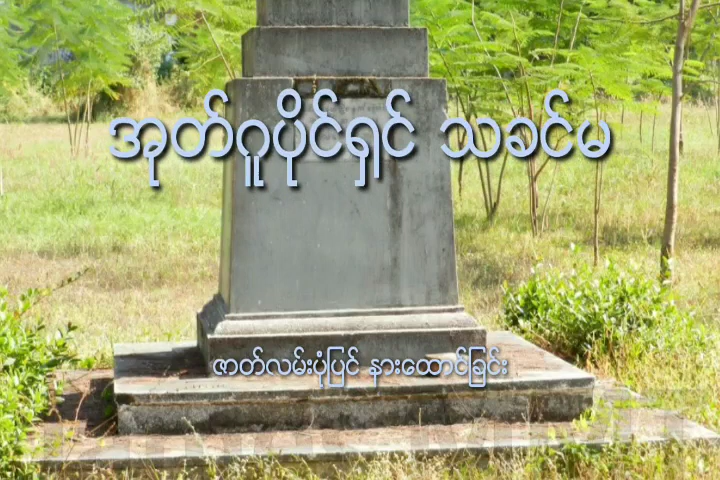 အုတ်ဂူပိုင်ရှင် သခင်မ
ဇာတ်လမ်းပုံပြင် နားထောင်ခြင်း